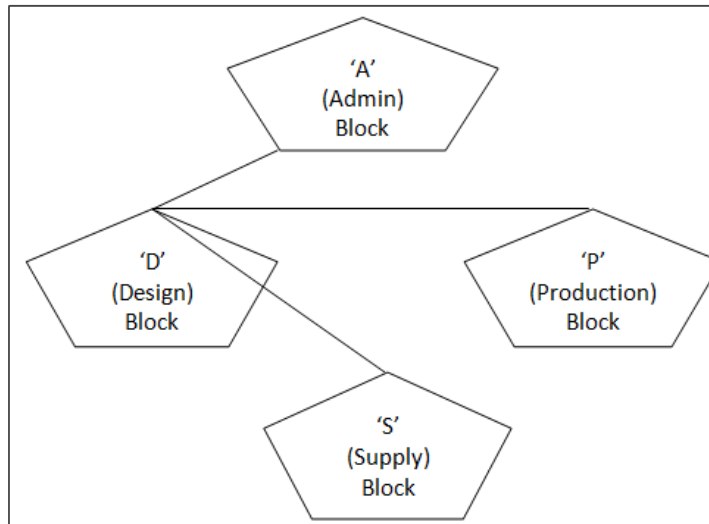 ‘A’
(Admin)
Block
‘D’
(Design)
Block
‘P’
(Production)
Block
‘S’
(Supply)
Block